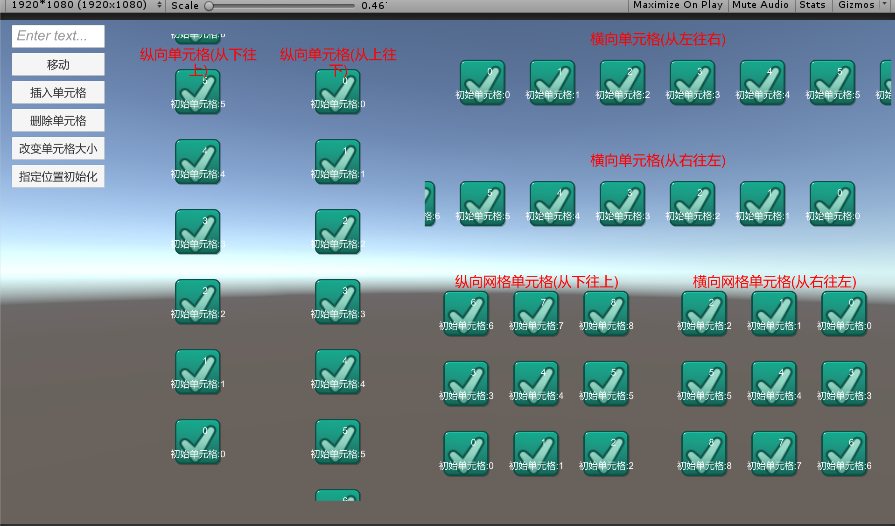 1920*1080 (1920x1080) Scale 0.46 Maximize On Play Mute Audio Stats Gizmos
Enter text...
移动
插入单元格
删除单元格
改变单元格大小
指定位置初始化
纵向单元格(从下往上)
初始单元格:6
5
初始单元格:5
4
初始单元格:4
3
初始单元格:3
2
初始单元格:2
1
初始单元格:1
0
初始单元格:0
纵向单元格(从上往下)
0
初始单元格:0
1
初始单元格:1
2
初始单元格:2
3
初始单元格:3
4
初始单元格:4
5
初始单元格:5
6
横向单元格(从左往右)
0 1 2 3 4 5
初始单元格:0 初始单元格:1 初始单元格:2 初始单元格:3 初始单元格:4 初始单元格:5 初
横向单元格(从右往左)
5 4 3 2 1 0
格:6 初始单元格:5 初始单元格:4 初始单元格:3 初始单元格:2 初始单元格:1 初始单元格:0
纵向网格单元格(从下往上)
6 7 8
初始单元格:6 初始单元格:7 初始单元格:8
3 4 5
初始单元格:3 初始单元格:4 初始单元格:5
0 1 2
初始单元格:0 初始单元格:1 初始单元格:2
横向网格单元格(从右往左)
2 1 0
初始单元格:2 初始单元格:1 初始单元格:0
5 4 3
初始单元格:5 初始单元格:4 初始单元格:3
8 7 6
初始单元格:8 初始单元格:7 初始单元格:6